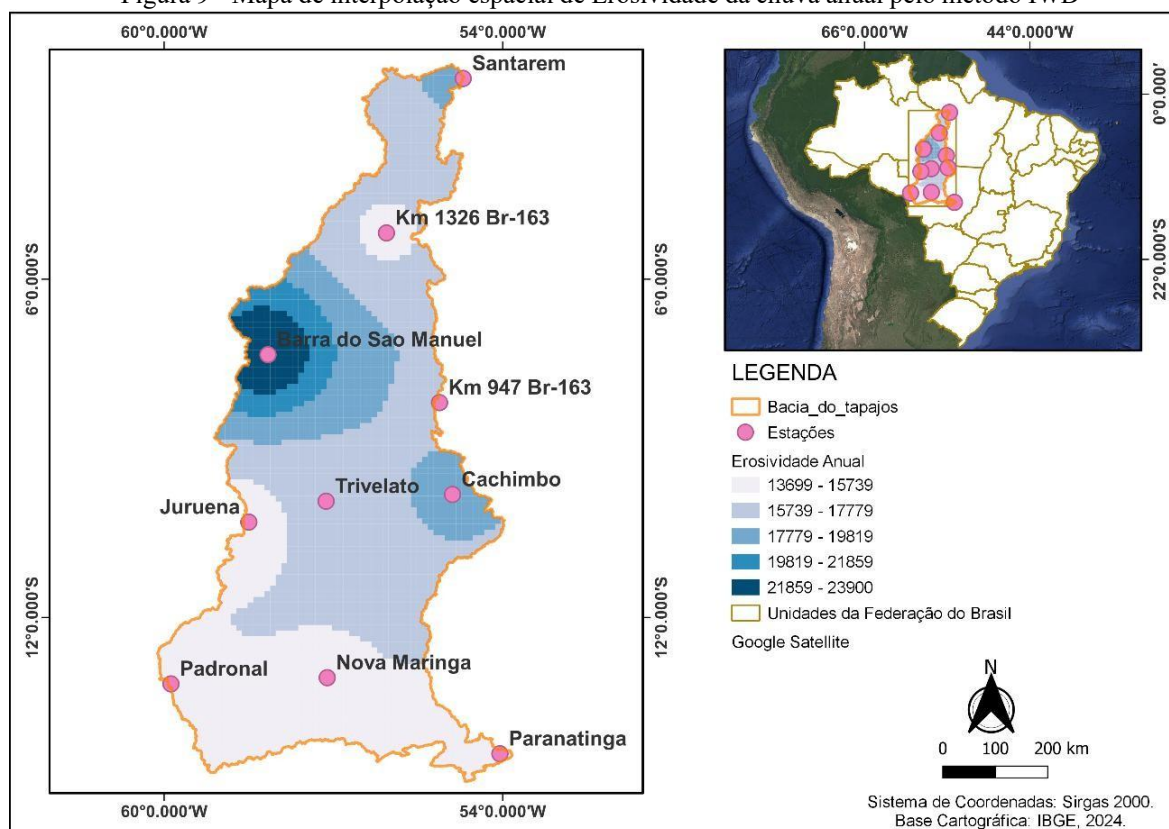 Figura 9 - Mapa de interpolação espacial de Erosividade da chuva anual pelo método IWD
60°0.000'W
54°0.000'W
66°0.000'W
44°0.000'W
Santarem
0°0.000'
Km 1326 Br-163
6°0.000'S
6°0.000'S
22°0.000'S
Barra do Sao Manuel
Km 947 Br-163
LEGENDA
Bacia_do_tapajos
Estações
Erosividade Anual
13699 - 15739
15739 - 17779
17779 - 19819
19819 - 21859
21859 - 23900
Unidades da Federação do Brasil
Google Satellite
Cachimbo
Trivelato
Juruena
12°0.000'S
12°0.000'S
Padronal
Nova Maringa
Paranatinga
N
0 100 200 km
60°0.000'W
54°0.000'W
Sistema de Coordenadas: Sirgas 2000.
Base Cartográfica: IBGE, 2024.